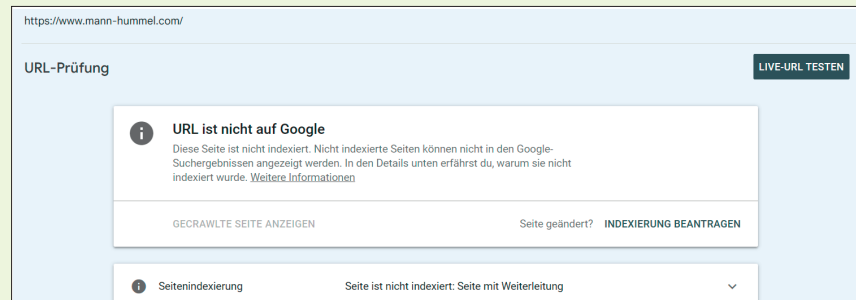 https://www.mann-hummel.com/
URL-Prüfung
LIVE-URL TESTEN
URL ist nicht auf Google
Diese Seite ist nicht indexiert. Nicht indexierte Seiten können nicht in den Google-
Suchergebnissen angezeigt werden. In den Details unten erfährst du, warum sie nicht
indexiert wurde. Weitere Informationen
GECRAWLTE SEITE ANZEIGEN
Seite geändert? INDEXIERUNG BEANTRAGEN
Seitenindexierung Seite ist nicht indexiert: Seite mit Weiterleitung